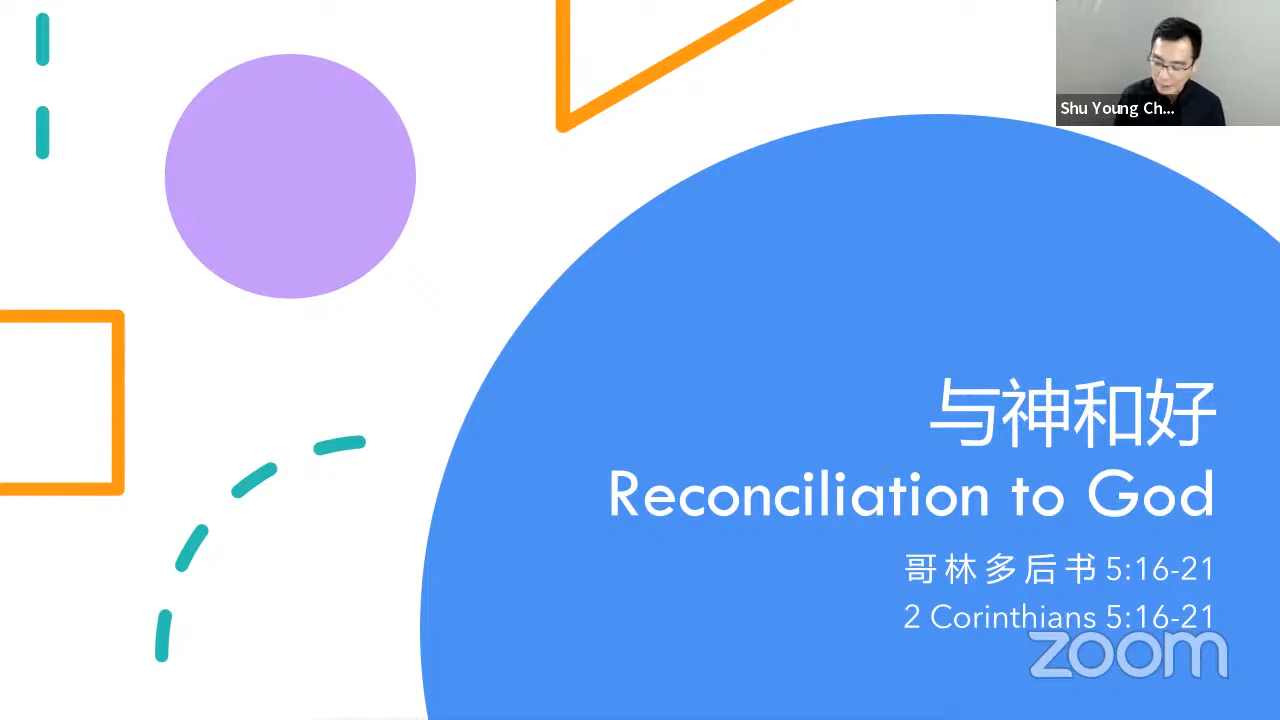 Shu Young Ch...
与神和好
Reconciliation to God
哥林多后书 5:16-21
2 Corinthians 5:16-21
zoom